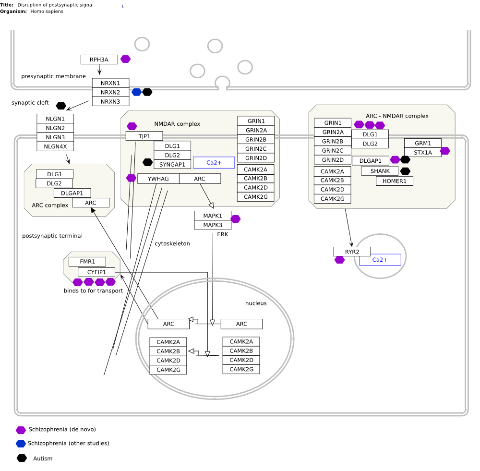 Title: Disruption of postsynaptic signal
Organism: Homo sapiens
RPH3A
presynaptic membrane
NRXN1
NRXN2
NRXN3
synaptic cleft
NLGN1
NLGN2
NLGN3
NLGN4X
NMDAR complex
TJP1
DLG1
DLG2
SYNGAP1
Ca2+
YWHAG
ARC
GRIN1
GRIN2A
GRIN2B
GRIN2C
GRIN2D
CAMK2A
CAMK2B
CAMK2D
CAMK2G
ARC - NMDAR complex
GRIN1
GRIN2A
GRIN2B
GRIN2C
GRIN2D
CAMK2A
CAMK2B
CAMK2D
CAMK2G
DLG1
DLG2
GRM1
STX1A
DLGAP1
SHANK
HOMER1
DLG1
DLG2
DLGAP1
ARC
ARC complex
MAPK1
MAPK3
ERK
postsynaptic terminal
cytoskeleton
RYR2
Ca2+
FMR1
CYFIP1
binds to for transport
nucleus
ARC
ARC
CAMK2A
CAMK2B
CAMK2D
CAMK2G
CAMK2A
CAMK2B
CAMK2D
CAMK2G
Schizophrenia (de novo)
Schizophrenia (other studies)
Autism